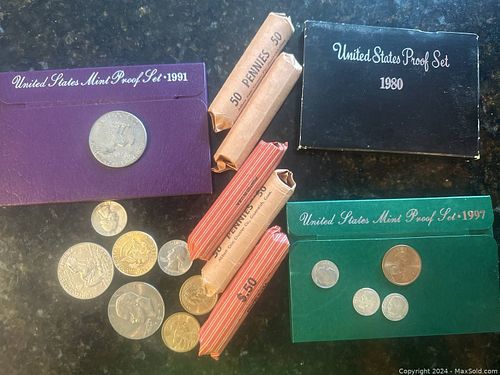 United States Mint Proof Set • 1991
50 PENNIES 50
United States Proof Set
1980
50 PENNIES 50
United States Mint Proof Set • 1997
$.50
Copyright 2024 - MaxSold.com